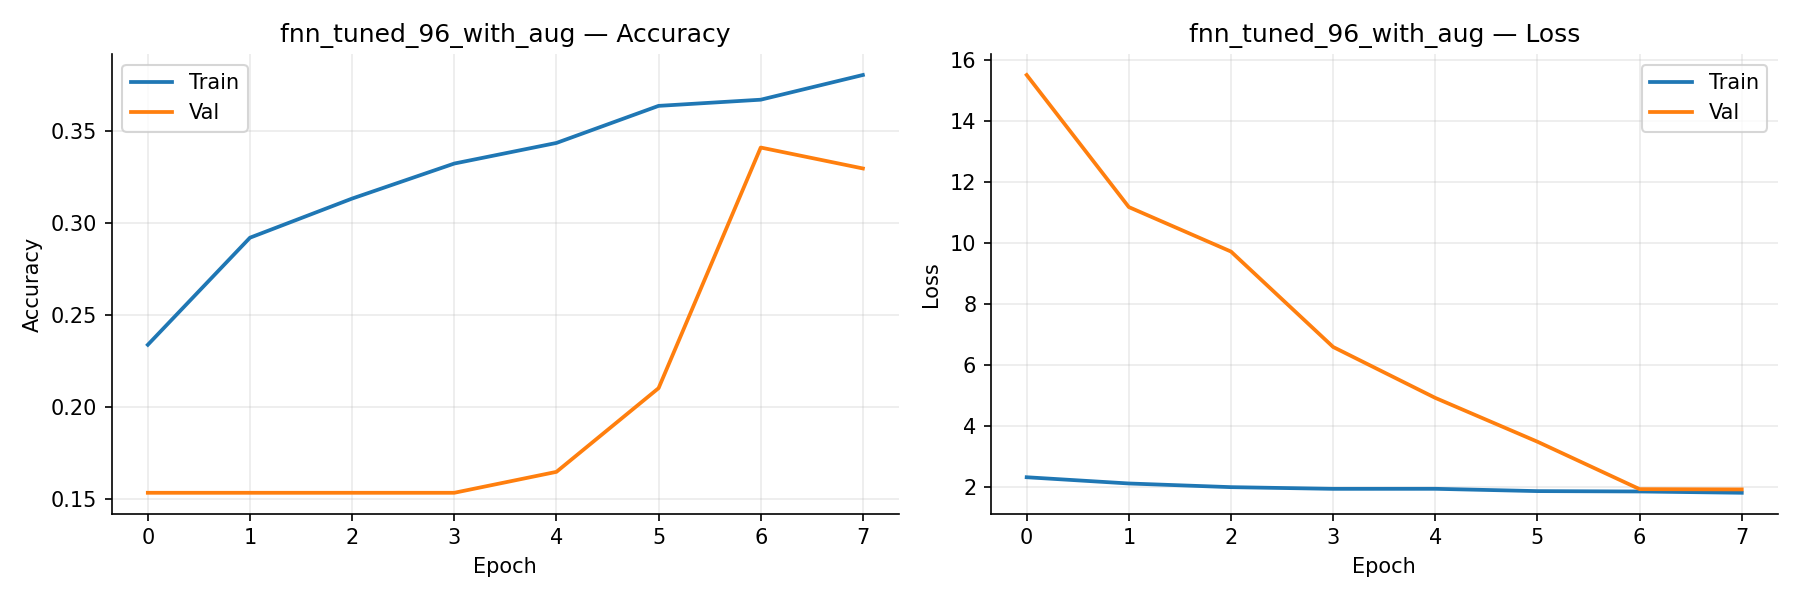 fnn_tuned_96_with_aug — Accuracy
Train
Val
0.35
0.30
0.25
0.20
0.15
Accuracy
0 1 2 3 4 5 6 7
Epoch
fnn_tuned_96_with_aug — Loss
Train
Val
16
14
12
10
8
6
4
2
Loss
0 1 2 3 4 5 6 7
Epoch